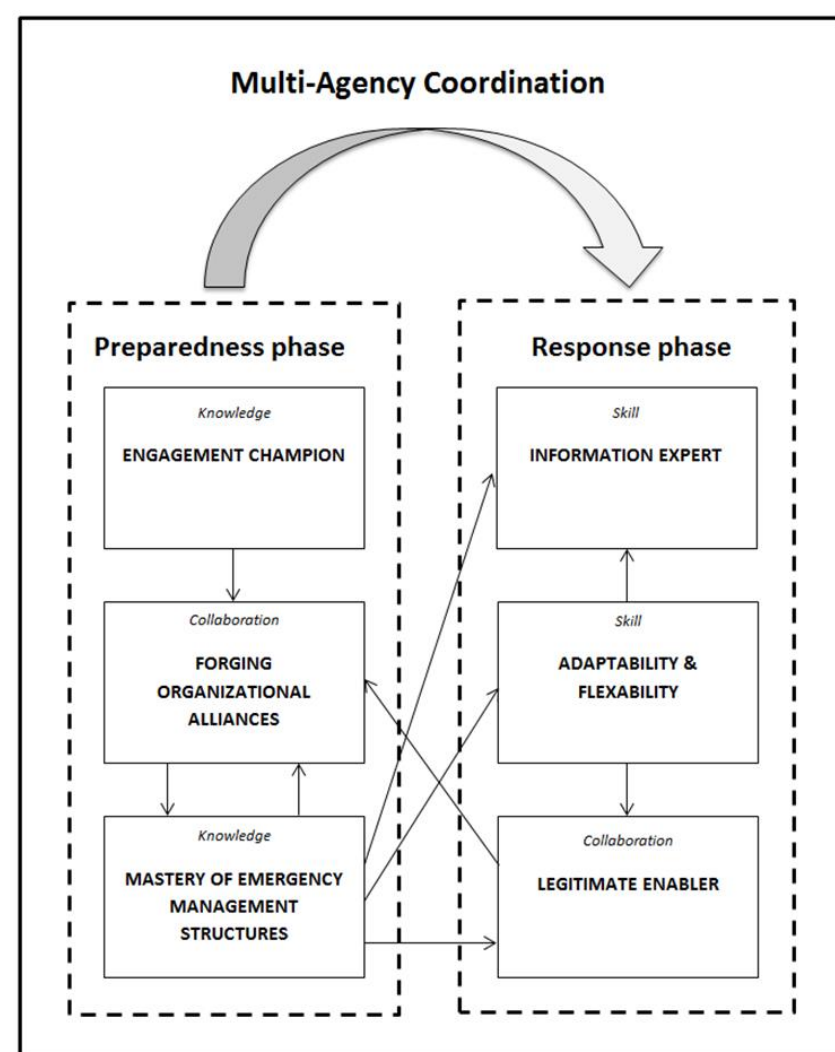 Multi-Agency Coordination
Preparedness phase
Knowledge
ENGAGEMENT CHAMPION
Collaboration
FORGING
ORGANIZATIONAL
ALLIANCES
Knowledge
MASTERY OF EMERGENCY
MANAGEMENT
STRUCTURES
Response phase
Skill
INFORMATION EXPERT
Skill
ADAPTABILITY &
FLEXABILITY
Collaboration
LEGITIMATE ENABLER